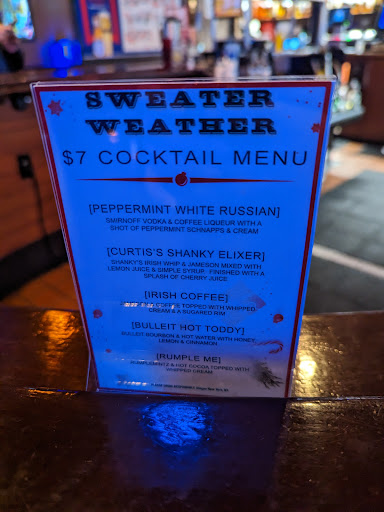 SWEATER
WEATHER
$7 COCKTAIL MENU
[PEPPERMINT WHITE RUSSIAN]
SMIRNOFF VODKA & COFFEE LIQUEUR WITH A
SHOT OF PEPPERMINT SCHNAPPS & CREAM
[CURTIS'S SHANKY ELIXER]
SHANKY'S IRISH WHIP & JAMESON MIXED WITH
LEMON JUICE & SIMPLE SYRUP. FINISHED WITH A
SPLASH OF CHERRY JUICE
[IRISH COFFEE]
TOPPED WITH WHIPPED
CREAM & A SUGARED RIM
[BULLEIT HOT TODDY]
BULLEIT BOURBON & HOT WATER WITH HONEY,
LEMON & CINNAMON
[RUMPLE ME]
RUMPLEMINTZ & HOT COCOA TOPPED WITH
WHIPPED CREAM